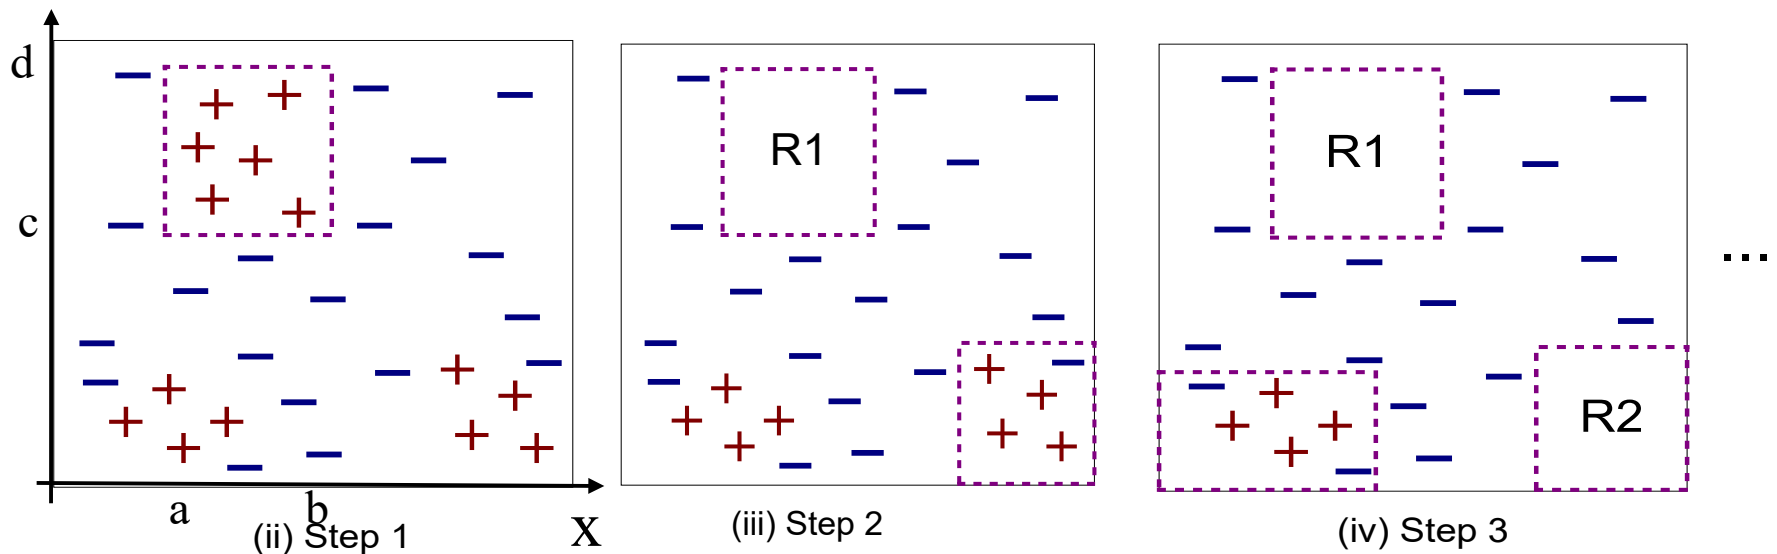 d
c
a
b
X
(ii) Step 1
R1
(iii) Step 2
R1
R2
(iv) Step 3
...